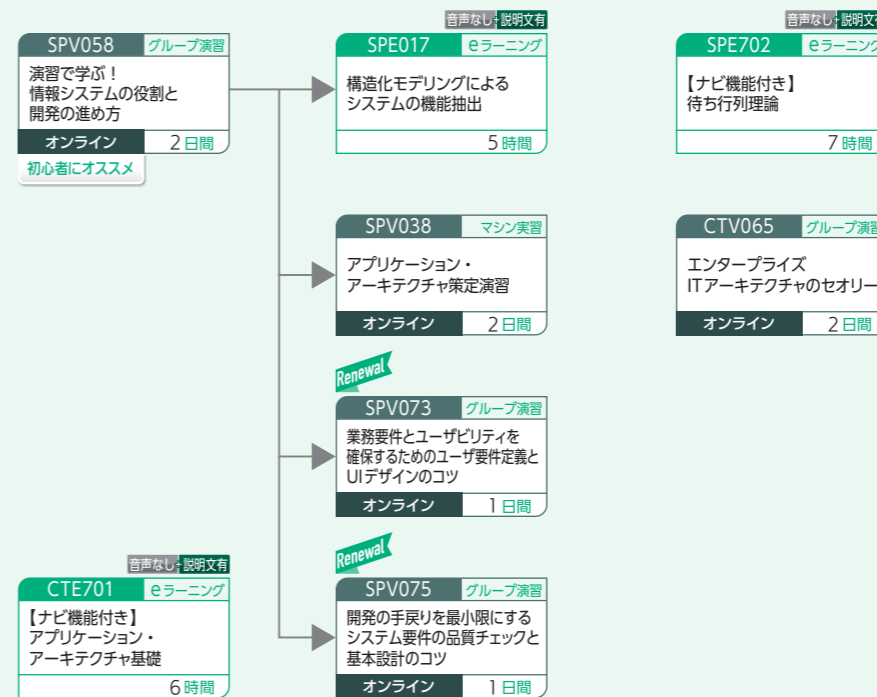 SPV058 グループ演習
演習で学ぶ！
情報システムの役割と
開発の進め方
オンライン 2日間
初心者にオススメ
音声なし+説明文有
SPE017 eラーニング
構造化モデリングによる
システムの機能抽出
5時間
音声なし+説明文有
SPE702 eラーニング
【ナビ機能付き】
待ち行列理論
7時間
SPV038 マシン実習
アプリケーション・
アーキテクチャ策定演習
オンライン 2日間
CTV065 グループ演習
エンタープライズ
ITアーキテクチャのセオリー
オンライン 2日間
Renewal
SPV073 グループ演習
業務要件とユーザビリティを
確保するためのユーザ要件定義と
UIデザインのコツ
オンライン 1日間
音声なし+説明文有
CTE701 eラーニング
【ナビ機能付き】
アプリケーション・
アーキテクチャ基礎
6時間
Renewal
SPV075 グループ演習
開発の手戻りを最小限にする
システム要件の品質チェックと
基本設計のコツ
オンライン 1日間